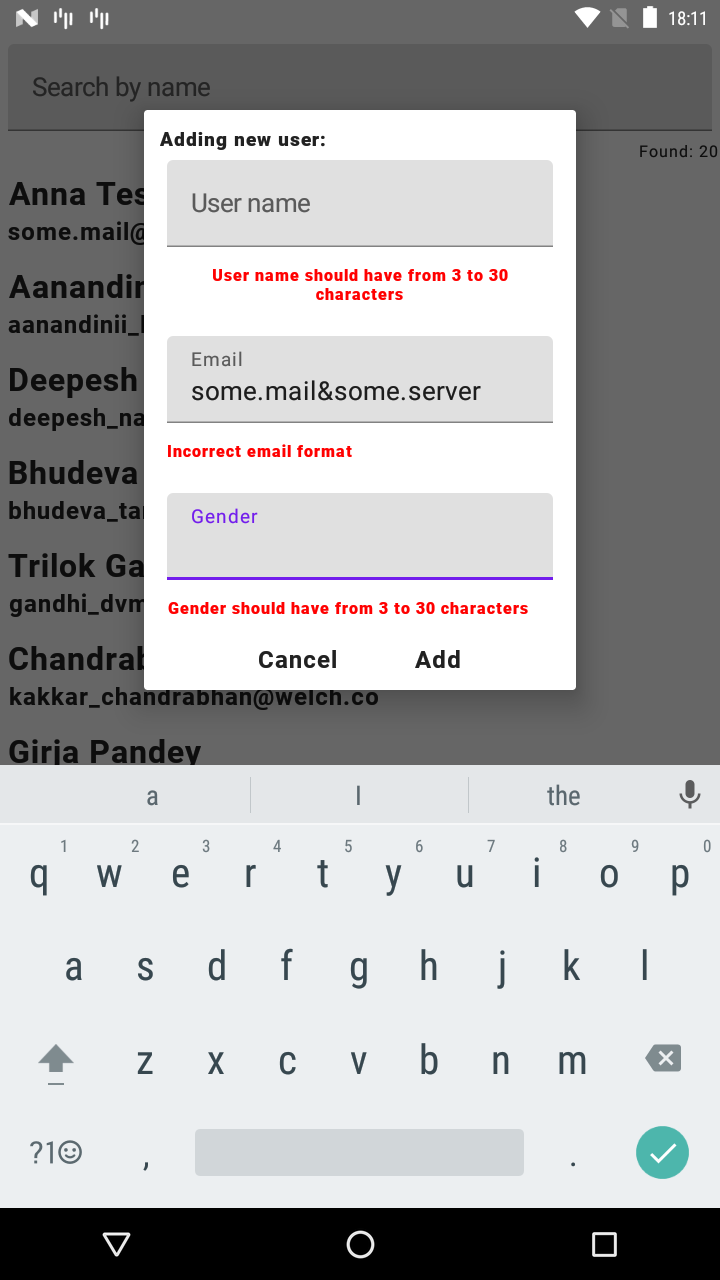 18:11
Search by name
Found: 20
Adding new user:
User name
User name should have from 3 to 30
characters
Email
some.mail&some.server
Incorrect email format
Gender
Gender should have from 3 to 30 characters
Cancel Add
Anna Tes
some.mail@
Aanandin
aanandinii_
Deepesh
deepesh_na
Bhudeva
bhudeva_ta
Trilok Ga
gandhi_dvm
Chandrab
kakkar_chandrabhan@welch.co
Girja Pandey
a I the
1 2 3 4 5 6 7 8 9 0
q w e r t y u i o p
a s d f g h j k l
z x c v b n m
?1 , .